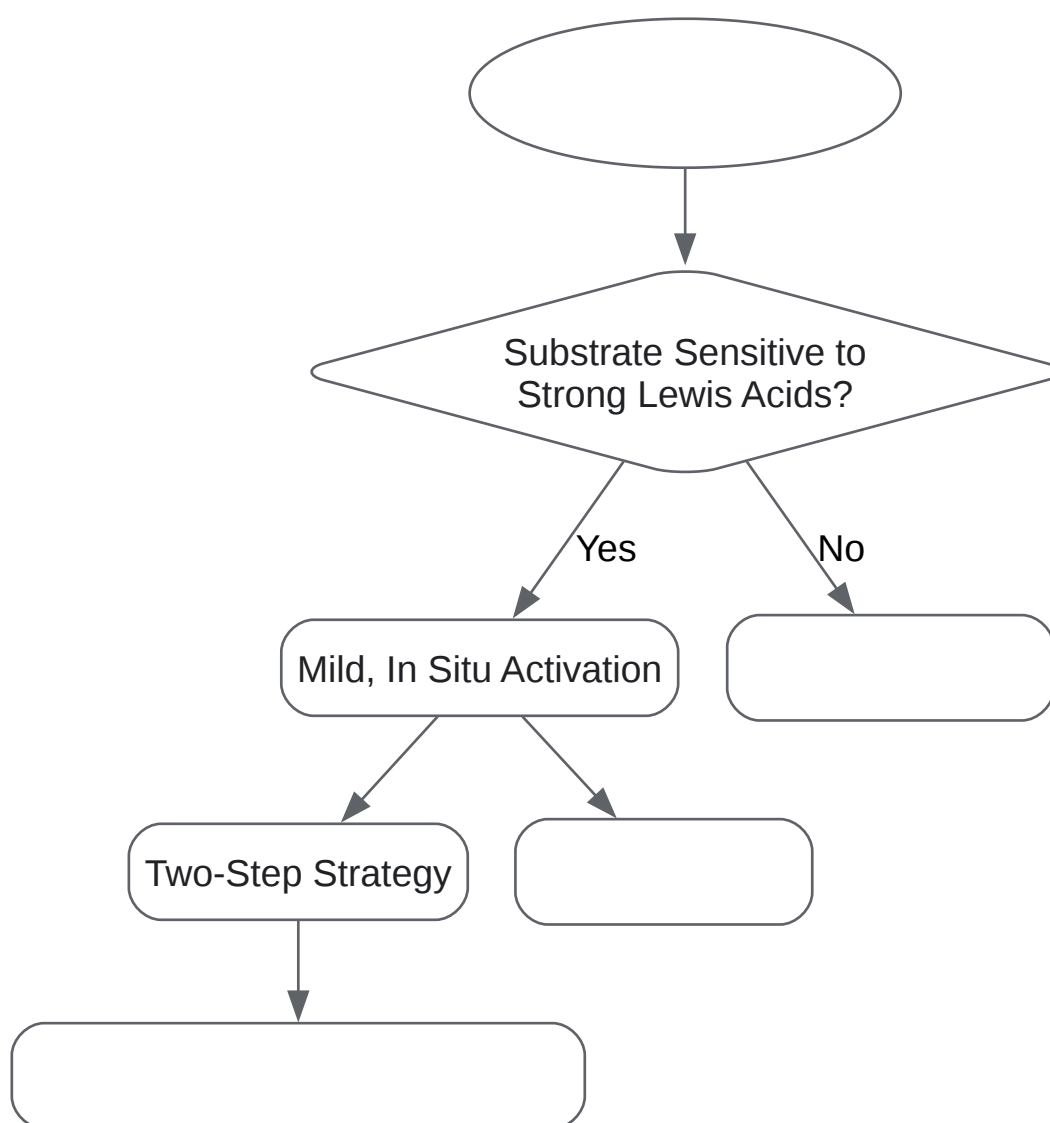 Substrate Sensitive to
Strong Lewis Acids?
Yes
No
Mild, In Situ Activation
Two-Step Strategy